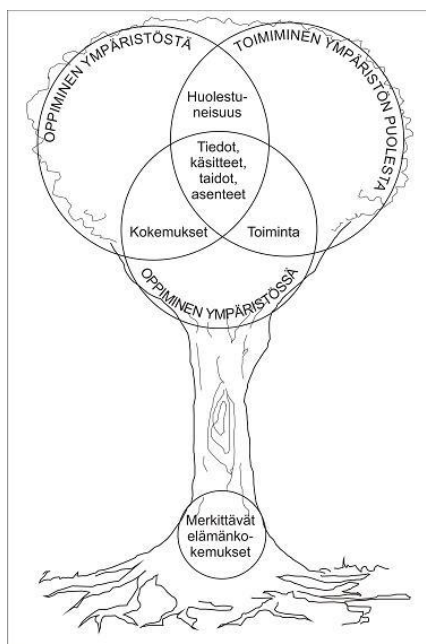 OPPIMINEN YMPÄRISTÖSTÄ
TOIMIMINEN YMPÄRISTÖN PUOLESTA
Huolestu-
neisuus
Tiedot,
käsitteet,
taidot,
asenteet
Kokemukset
Toiminta
OPPIMINEN YMPÄRISTÖSSÄ
Merkittävät
elämänko-
kemukset